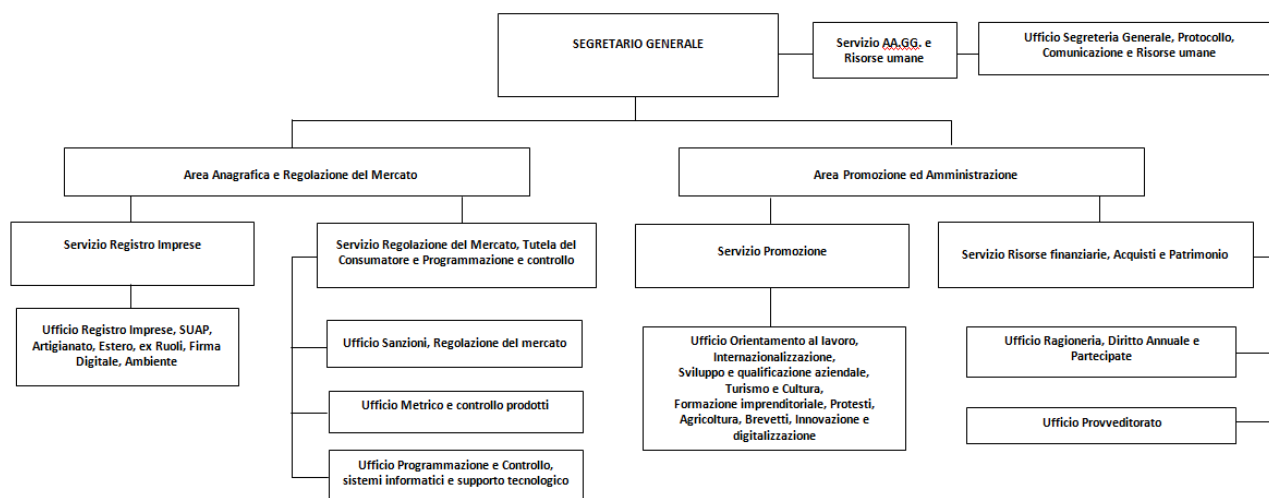 SEGRETARIO GENERALE
Servizio AA.GG. e
Risorse umane
Ufficio Segreteria Generale, Protocollo,
Comunicazione e Risorse umane
Area Anagrafica e Regolazione del Mercato
Area Promozione ed Amministrazione
Servizio Registro Imprese
Servizio Regolazione del Mercato, Tutela del
Consumatore e Programmazione e controllo
Servizio Promozione
Servizio Risorse finanziarie, Acquisti e Patrimonio
Ufficio Registro Imprese, SUAP,
Artigianato, Estero, ex Ruoli, Firma
Digitale, Ambiente
Ufficio Sanzioni, Regolazione del mercato
Ufficio Metrico e controllo prodotti
Ufficio Programmazione e Controllo,
sistemi informatici e supporto tecnologico
Ufficio Orientamento al lavoro,
Internazionalizzazione,
Sviluppo e qualificazione aziendale,
Turismo e Cultura,
Formazione imprenditoriale, Protesti,
Agricoltura, Brevetti, Innovazione e
digitalizzazione
Ufficio Ragioneria, Diritto Annuale e
Partecipate
Ufficio Provveditorato